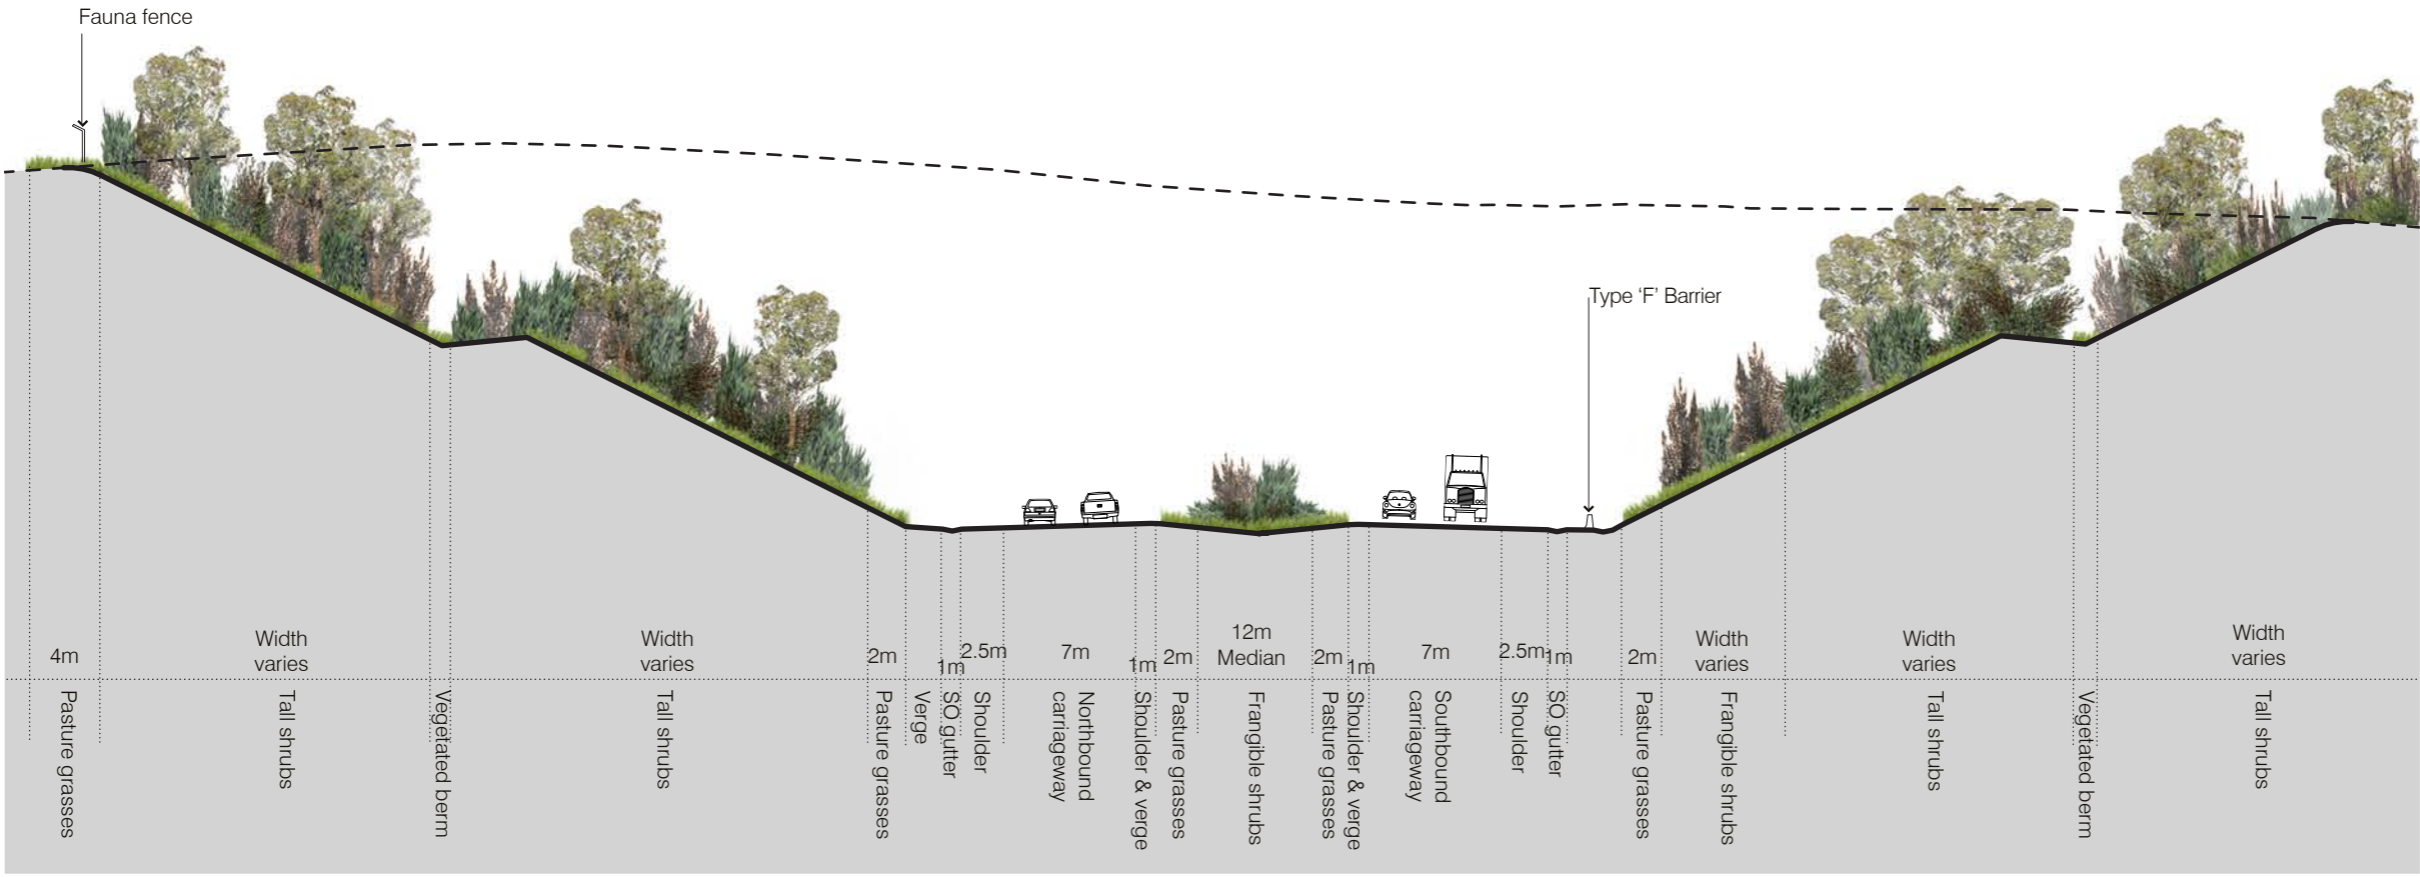 Fauna fence
Type ‘F’ Barrier
4m
Width
varies
Width
varies
2m
1m
2.5m
7m
1m
2m
12m
Median
2m
1m
7m
2.5m
1m
2m
Width
varies
Width
varies
Width
varies
Pasture grasses
Tall shrubs
Vegetated berm
Tall shrubs
Pasture grasses
Verge
SO gutter
Shoulder
Northbound
carriageway
Shoulder & verge
Pasture grasses
Frangible shrubs
Pasture grasses
Shoulder & verge
Southbound
carriageway
Shoulder
SO gutter
Pasture grasses
Frangible shrubs
Tall shrubs
Vegetated berm
Tall shrubs